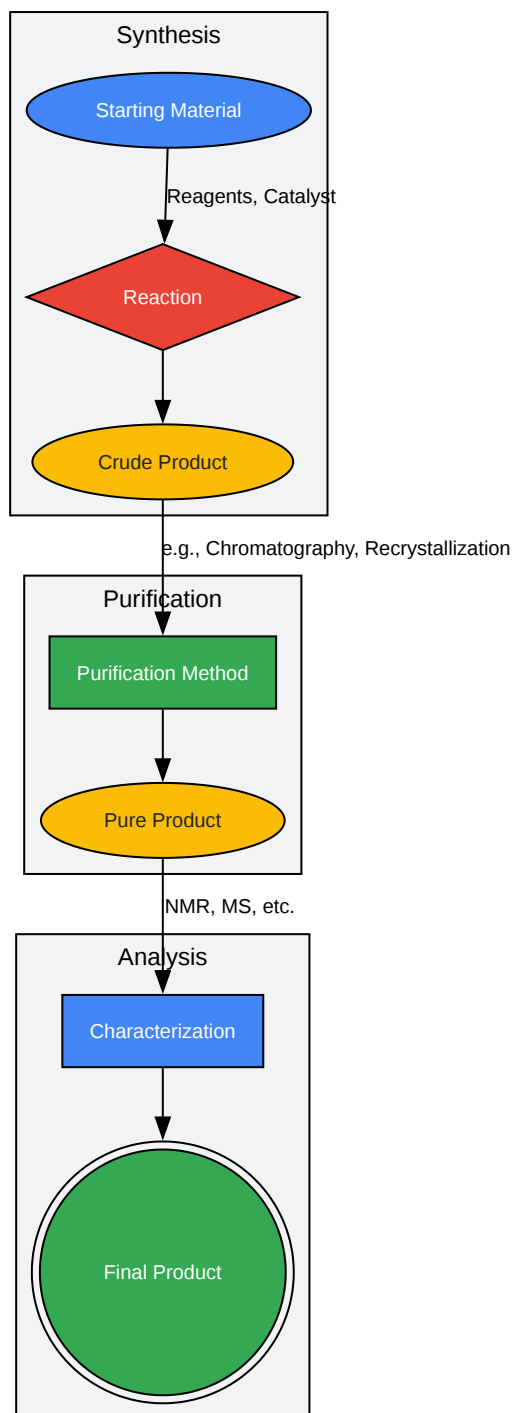 Synthesis
Starting Material
Reagents, Catalyst
Reaction
Crude Product
e.g., Chromatography, Recrystallization
Purification
Purification Method
Pure Product
NMR, MS, etc.
Analysis
Characterization
Final Product